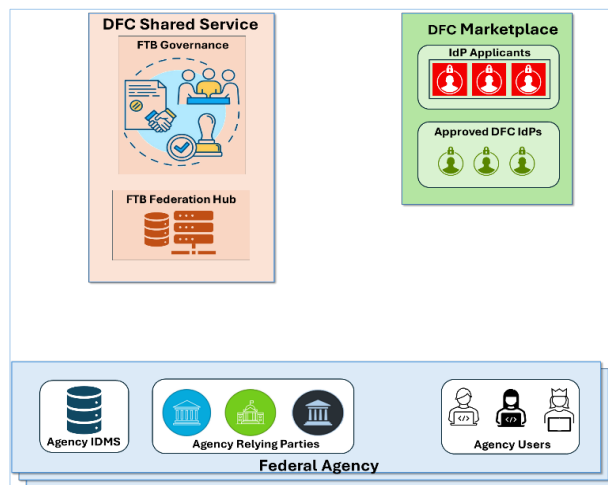 DFC Shared Service
FTB Governance
FTB Federation Hub
DFC Marketplace
IdP Applicants
Approved DFC IdPs
Agency IDMS
Agency Relying Parties
Agency Users
Federal Agency